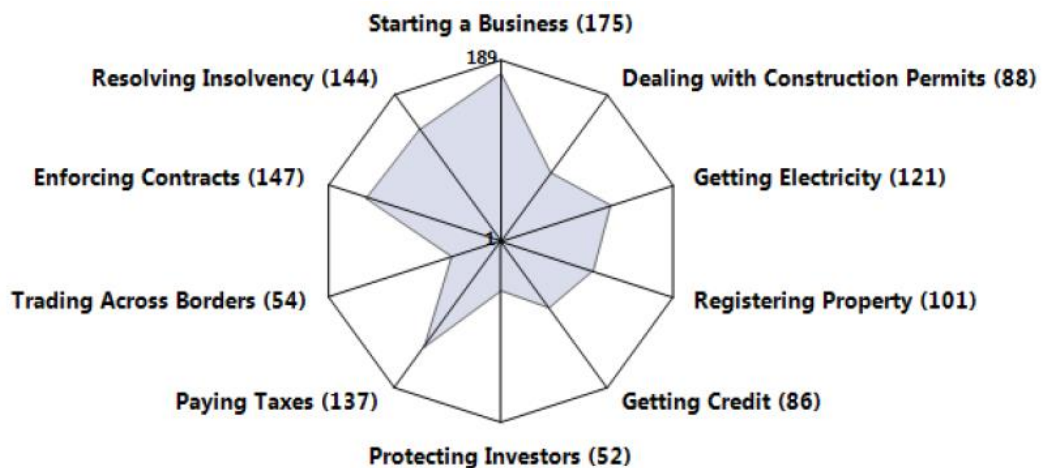 Starting a Business (175)
189
Resolving Insolvency (144)
Dealing with Construction Permits (88)
Enforcing Contracts (147)
Getting Electricity (121)
1
Trading Across Borders (54)
Registering Property (101)
Paying Taxes (137)
Getting Credit (86)
Protecting Investors (52)